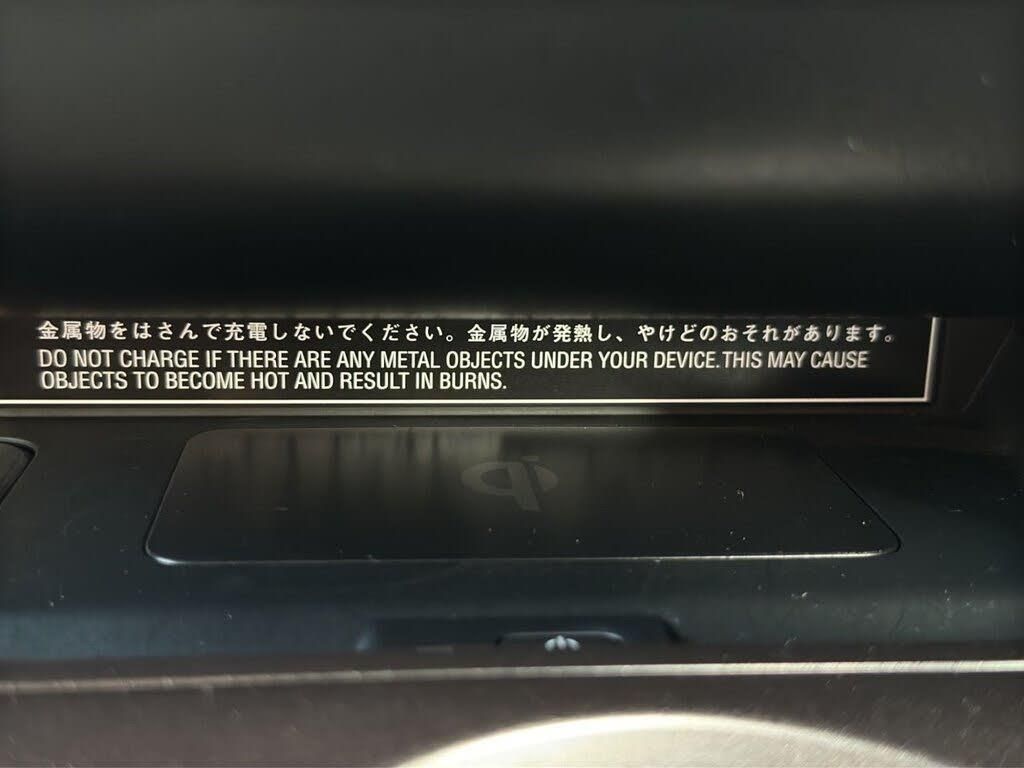 金属物をはさんで充電しないでください。金属物が発熱し、やけどのおそれがあります。
DO NOT CHARGE IF THERE ARE ANY METAL OBJECTS UNDER YOUR DEVICE. THIS MAY CAUSE
OBJECTS TO BECOME HOT AND RESULT IN BURNS.